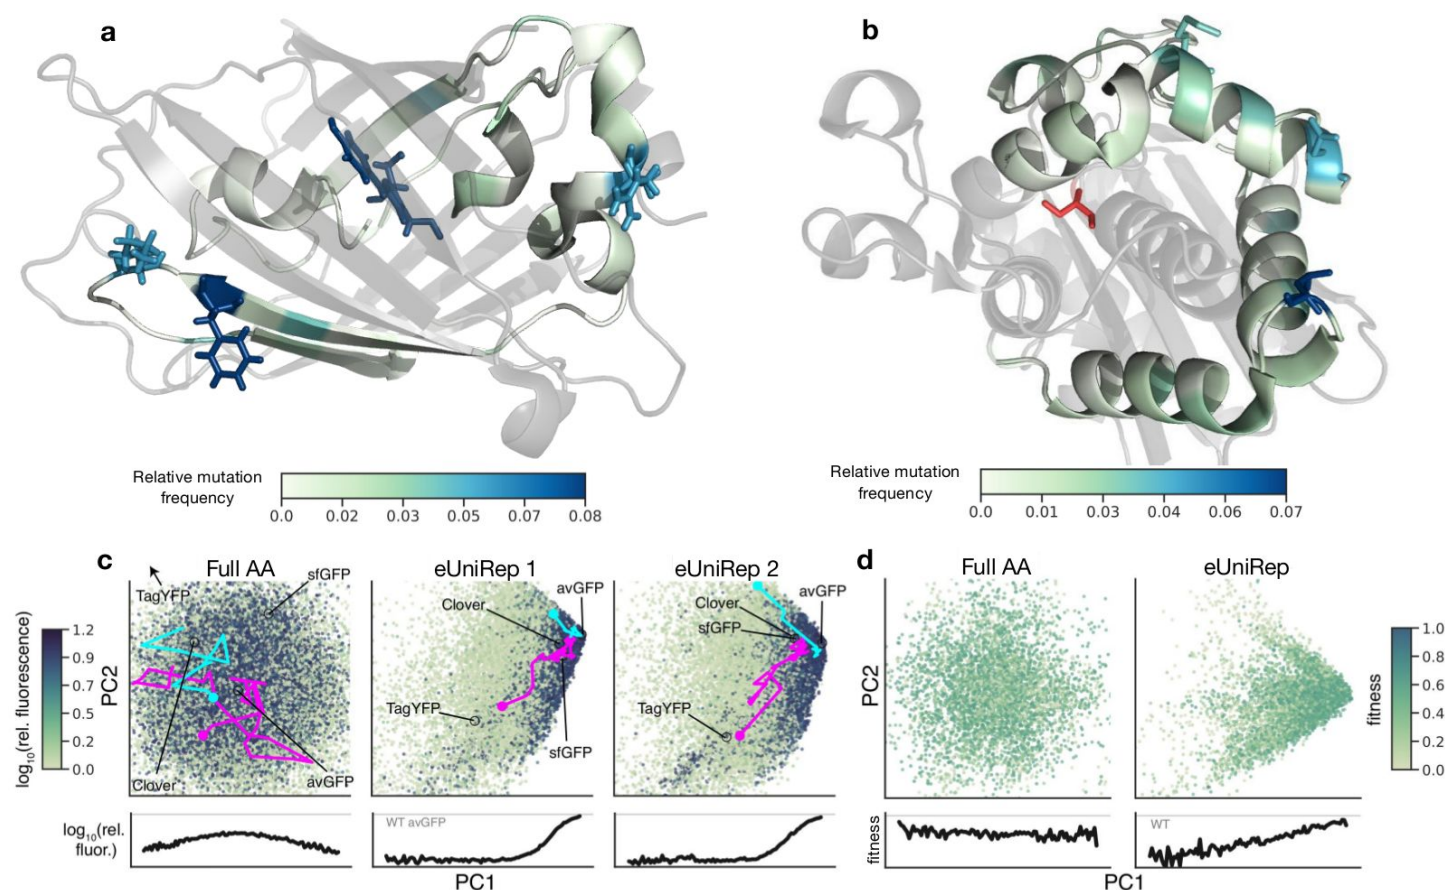 a
b
Relative mutation
frequency
0.0 0.02 0.03 0.05 0.07 0.08
Relative mutation
frequency
0.0 0.01 0.03 0.04 0.06 0.07
c
Full AA
eUniRep 1
eUniRep 2
d
Full AA
eUniRep
log10(rel. fluorescence)
1.2
0.9
0.7
0.5
0.2
0.0
PC2
TagYFP
sfGFP
Clover
avGFP
Clover
avGFP
TagYFP
sfGFP
Clover
sfGFP
avGFP
TagYFP
PC2
1.0
0.8
0.6
0.4
0.2
0.0
fitness
log10(rel.
fluor.)
WT avGFP
PC1
fitness
WT
PC1